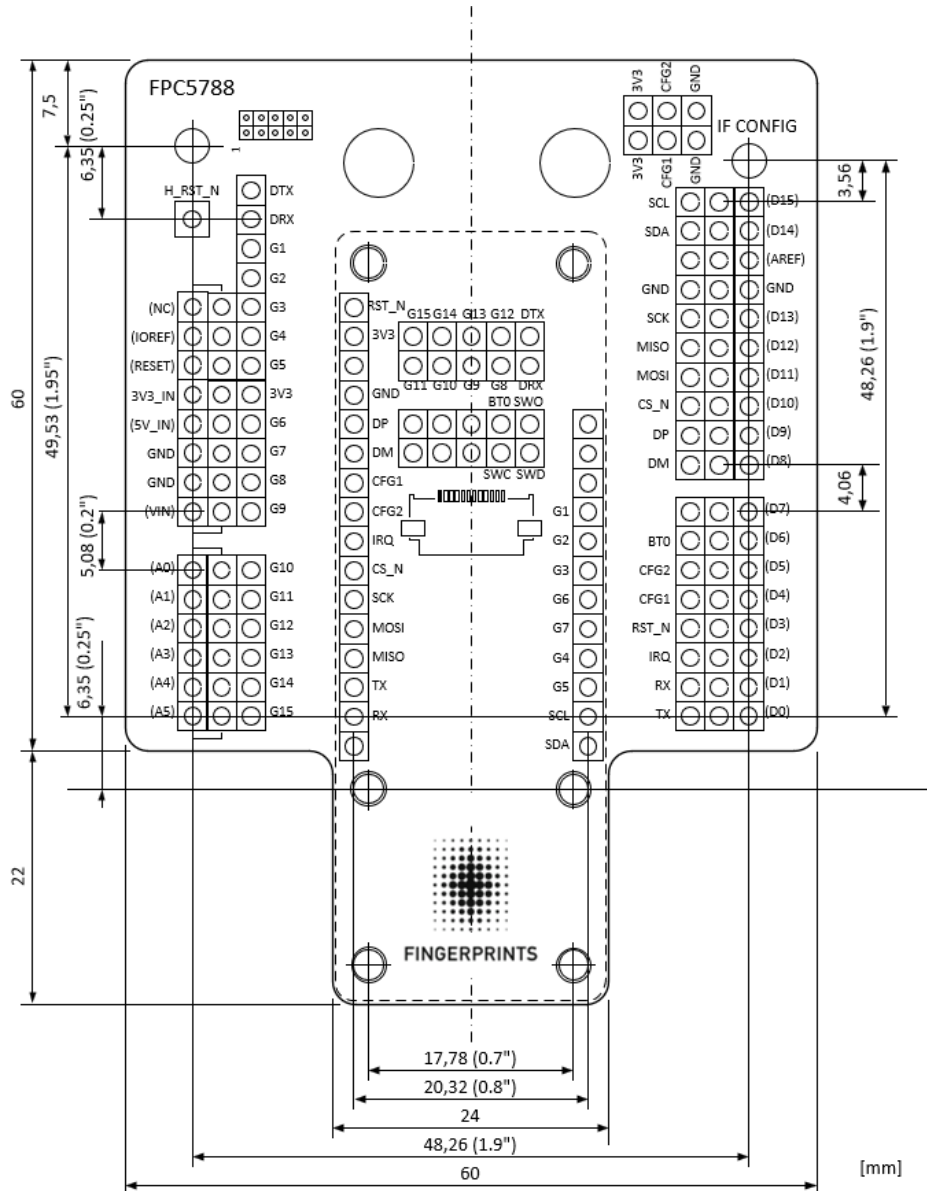 FPC5788
3V3 CFG2 GND
IF CONFIG
3V3 CFG1 GND
1
7,5
6,35 (0.25")
H_RST_N
DTX
DRX
G1
G2
(NC) G3
(IOREF) G4
(RESET) G5
3V3_IN 3V3
(5V_IN) G6
GND G7
GND G8
(VIN) G9
(A0) G10
(A1) G11
(A2) G12
(A3) G13
(A4) G14
(A5) G15
60
49,53 (1.95")
5,08 (0.2")
6,35 (0.25")
22
RST_N
3V3
GND
DP
DM
CFG1
CFG2
IRQ
CS_N
SCK
MOSI
MISO
TX
RX
G15 G14 G13 G12 DTX
G11 G10 G9 G8 DRX
BT0 SWO
SWC SWD
G1
G2
G3
G6
G7
G4
G5
SCL
SDA
SCL (D15)
SDA (D14)
(AREF)
GND GND
SCK (D13)
MISO (D12)
MOSI (D11)
CS_N (D10)
DP (D9)
DM (D8)
(D7)
BT0 (D6)
CFG2 (D5)
CFG1 (D4)
RST_N (D3)
IRQ (D2)
RX (D1)
TX (D0)
3,56
48,26 (1.9")
4,06
FINGERPRINTS
17,78 (0.7")
20,32 (0.8")
24
48,26 (1.9")
60
[mm]